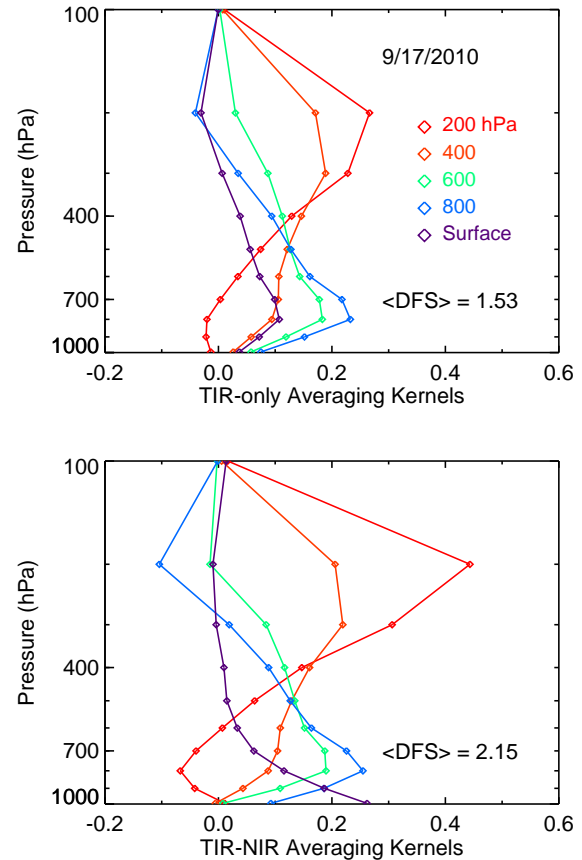 100
9/17/2010
200 hPa
400
600
800
Surface
Pressure (hPa)
400
700
1000
<DFS> = 1.53
-0.2 0.0 0.2 0.4 0.6
TIR-only Averaging Kernels
100
Pressure (hPa)
400
700
1000
<DFS> = 2.15
-0.2 0.0 0.2 0.4 0.6
TIR-NIR Averaging Kernels